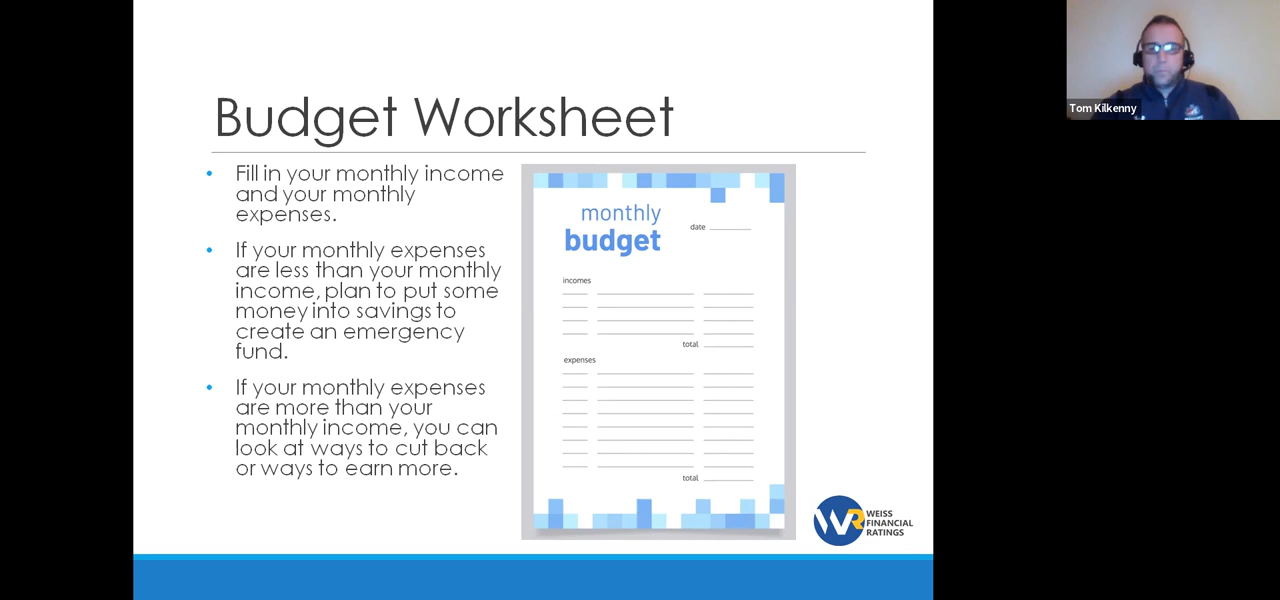 Tom Kilkenny
Budget Worksheet
Fill in your monthly income
and your monthly
expenses.
If your monthly expenses
are less than your monthly
income, plan to put some
money into savings to
create an emergency
fund.
If your monthly expenses
are more than your
monthly income, you can
look at ways to cut back
or ways to earn more.
monthly
budget
date
incomes
total
expenses
total
WR
WEISS
FINANCIAL
RATINGS